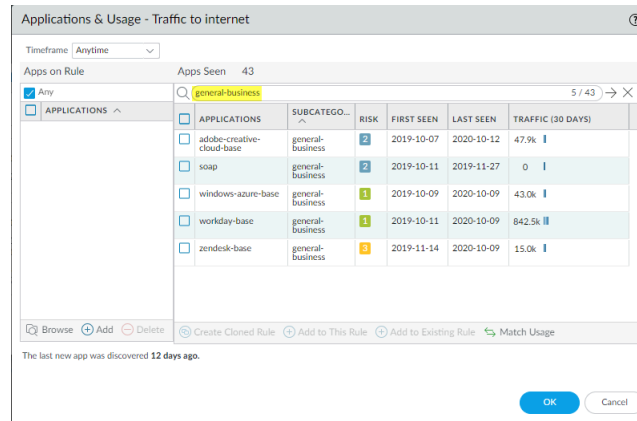 Applications & Usage - Traffic to internet
Timeframe Anytime
Apps on Rule
Apps Seen 43
Any
general-business 5 / 43
APPLICATIONS
APPLICATIONS SUBCATEGO... RISK FIRST SEEN LAST SEEN TRAFFIC (30 DAYS)
adobe-creative-cloud-base general-business 2 2019-10-07 2020-10-12 47.9k
soap general-business 2 2019-10-11 2019-11-27 0
windows-azure-base general-business 1 2019-10-09 2020-10-09 43.0k
workday-base general-business 1 2019-10-11 2020-10-09 842.5k
zendesk-base general-business 3 2019-11-14 2020-10-09 15.0k
Browse Add Delete
Create Cloned Rule Add to This Rule Add to Existing Rule Match Usage
The last new app was discovered 12 days ago.
OK Cancel